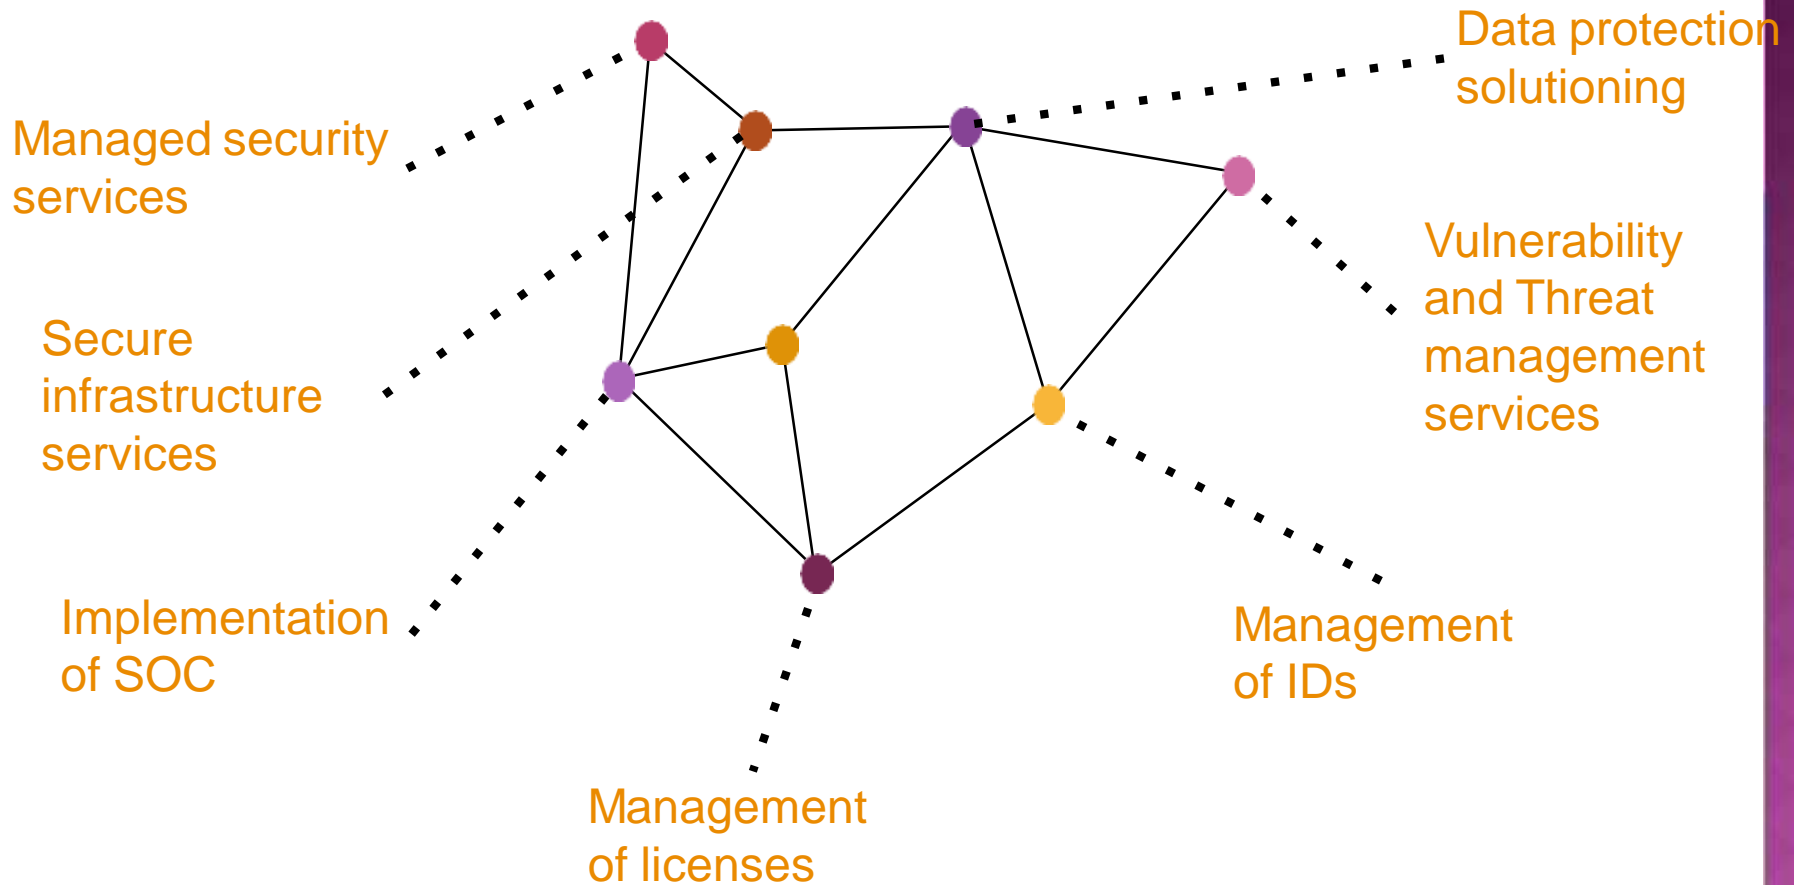 Managed security
services
Secure
infrastructure
services
Implementation
of SOC
Management
of licenses
Data protection
solutioning
Vulnerability
and Threat
management
services
Management
of IDs